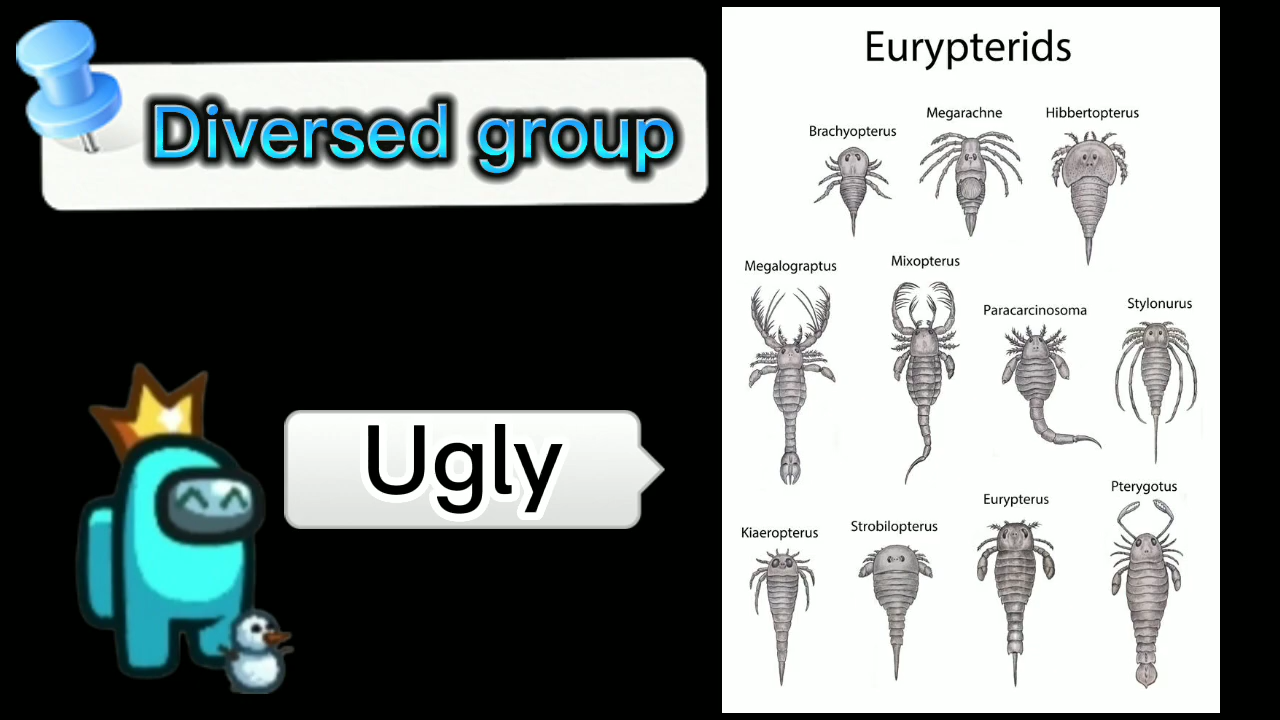 Diversed group
Ugly
Eurypterids
Brachyopterus
Megarachne
Hibbertopterus
Megalograptus
Mixopterus
Paracarcinosoma
Stylonurus
Kiaeropterus
Strobilopterus
Eurypterus
Pterygotus